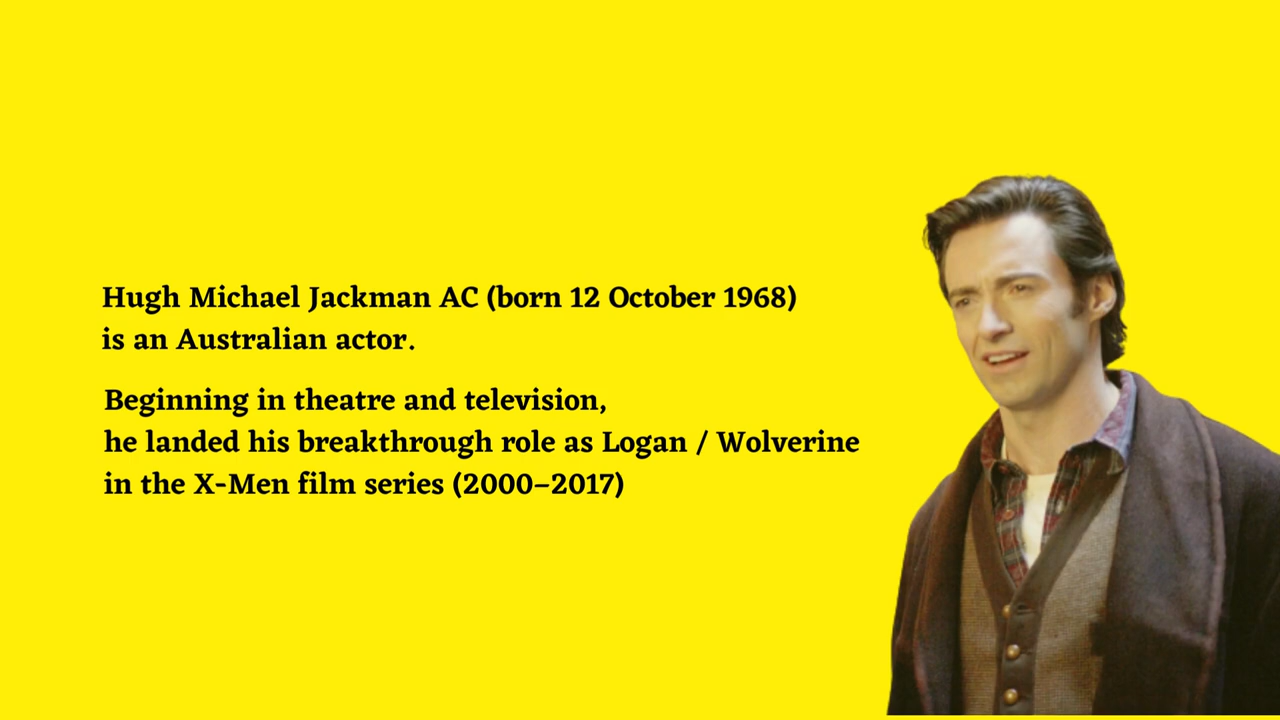 Hugh Michael Jackman AC (born 12 October 1968)
is an Australian actor.
Beginning in theatre and television,
he landed his breakthrough role as Logan / Wolverine
in the X-Men film series (2000–2017)